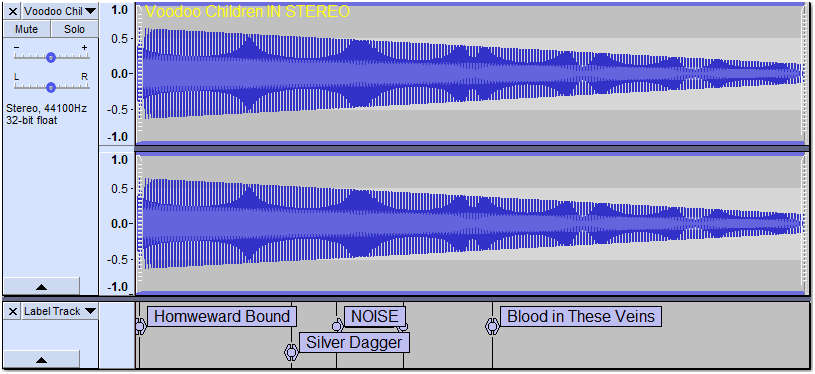 Voodoo Chil
Mute Solo
- +
L R
Stereo, 44100Hz
32-bit float
1.0
0.5
0.0
-0.5
-1.0
Voodoo Children IN STEREO
1.0
0.5
0.0
-0.5
-1.0
Label Track
Homweward Bound
NOISE
Blood in These Veins
Silver Dagger